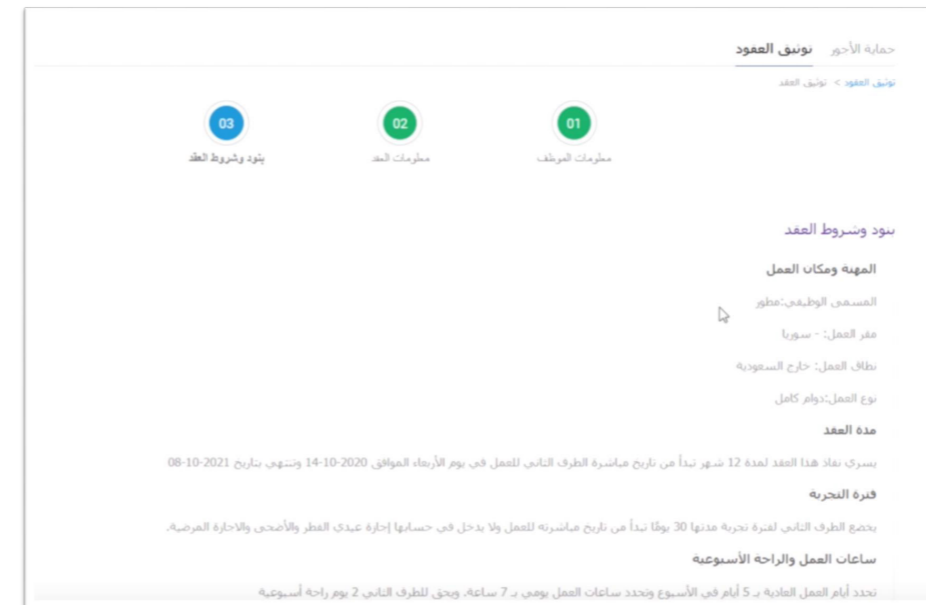 حماية الأجور توثيق العقود
توثيق العقود > توثيق العقد
01 02 03
معلومات الموظف معلومات العقد بنود وشروط العقد
بنود وشروط العقد
المهنة ومكان العمل
المسمى الوظيفي:مطور
مقر العمل: - سوريا
نطاق العمل: خارج السعودية
نوع العمل:دوام كامل
مدة العقد
يسري نفاذ هذا العقد لمدة 12 شهر تبدأ من تاريخ مباشرة الطرف الثاني للعمل في يوم الأربعاء الموافق 2020-10-14 وتنتهي بتاريخ 2021-10-08
فترة التجربة
يخضع الطرف الثاني لفترة تجربة مدتها 30 يومًا تبدأ من تاريخ مباشرته للعمل ولا يدخل في حسابها إجازة عيدي الفطر والأضحى والاجازة المرضية.
ساعات العمل والراحة الأسبوعية
تحدد أيام العمل العادية بـ 5 أيام في الأسبوع وتحدد ساعات العمل يومي بـ 7 ساعة. ويحق للطرف الثاني 2 يوم راحة أسبوعية